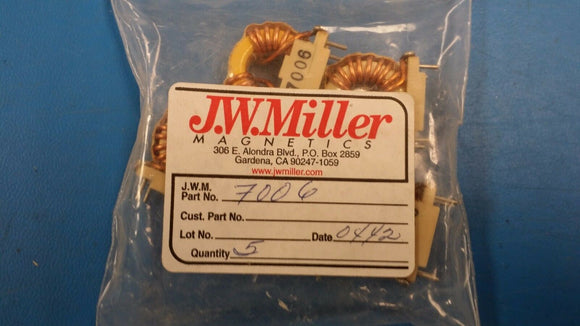 7006
J.W.Miller
MAGNETICS
306 E. Alondra Blvd., P.O. Box 2859
Gardena, CA 90247-1059
www.jwmiller.com
J.W.M.
Part No. 7006
Cust. Part No.
Lot No. Date 0442
Quantity 5